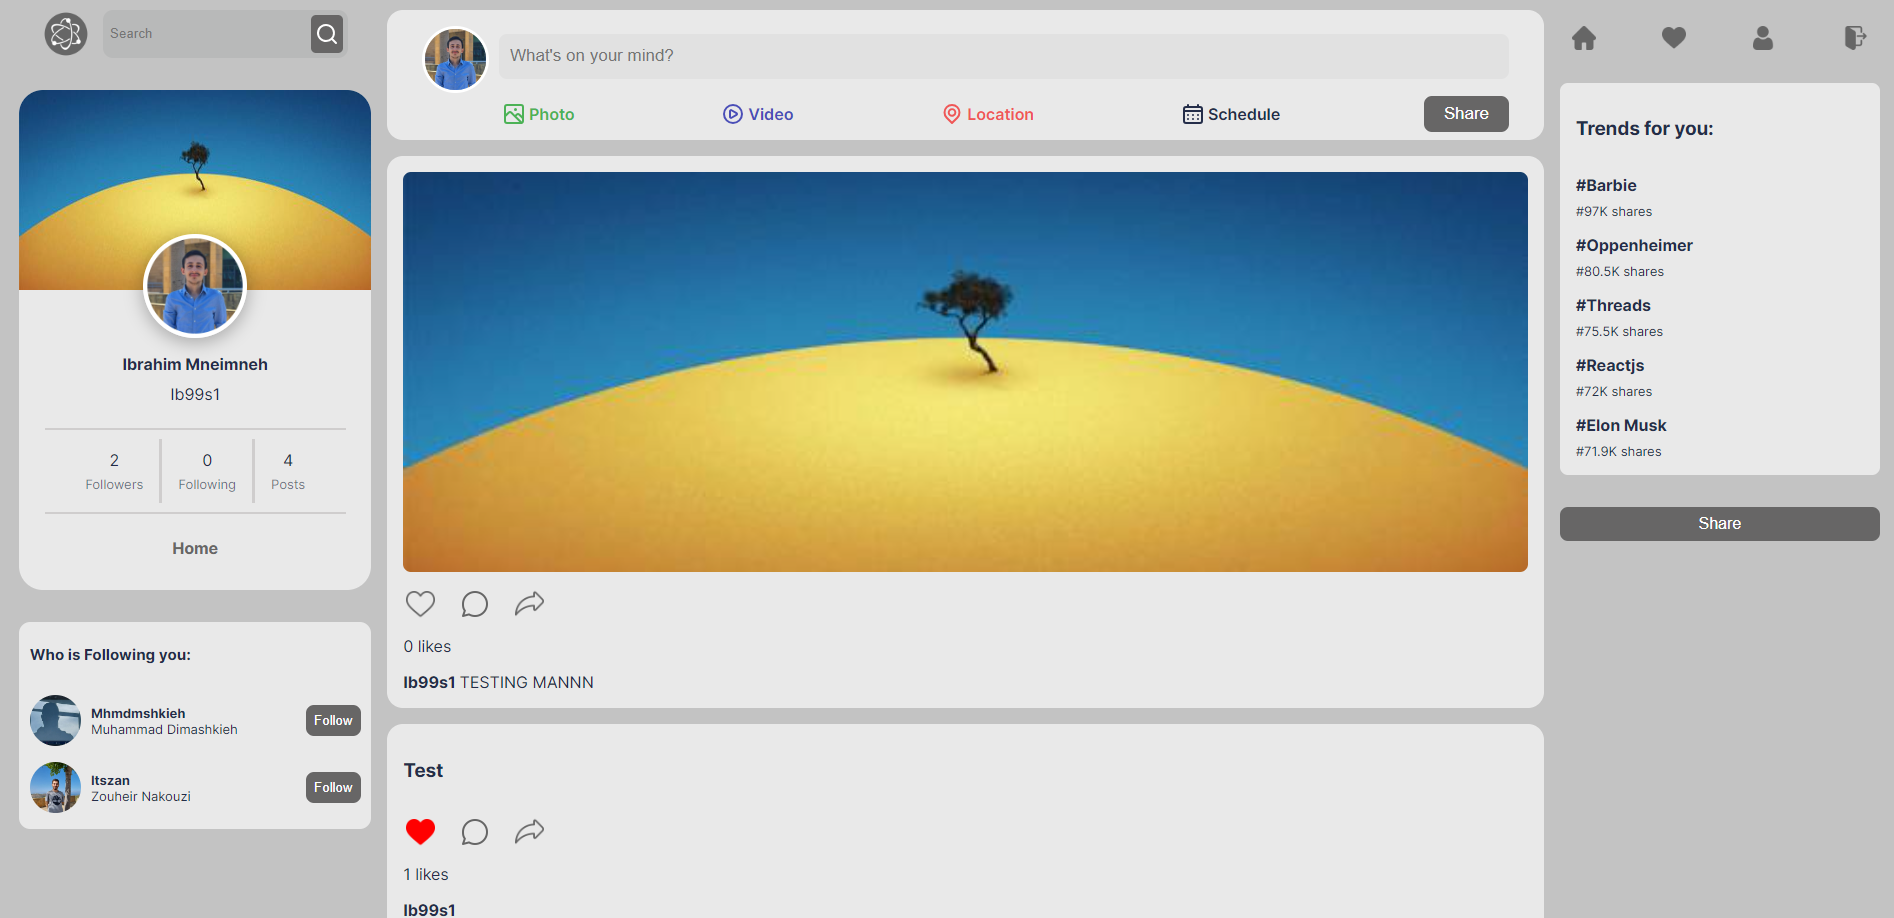 Search
Ibrahim Mneimneh
Ib99s1
2 0 4
Followers Following Posts
Home
Who is Following you:
Mhmdmshkieh
Muhammad Dimashkieh
Follow
Itszan
Zouheir Nakouzi
Follow
What's on your mind?
Photo Video Location Schedule Share
0 likes
Ib99s1 TESTING MANNN
Test
1 likes
Ib99s1
Trends for you:
#Barbie
#97K shares
#Oppenheimer
#80.5K shares
#Threads
#75.5K shares
#Reactjs
#72K shares
#Elon Musk
#71.9K shares
Share